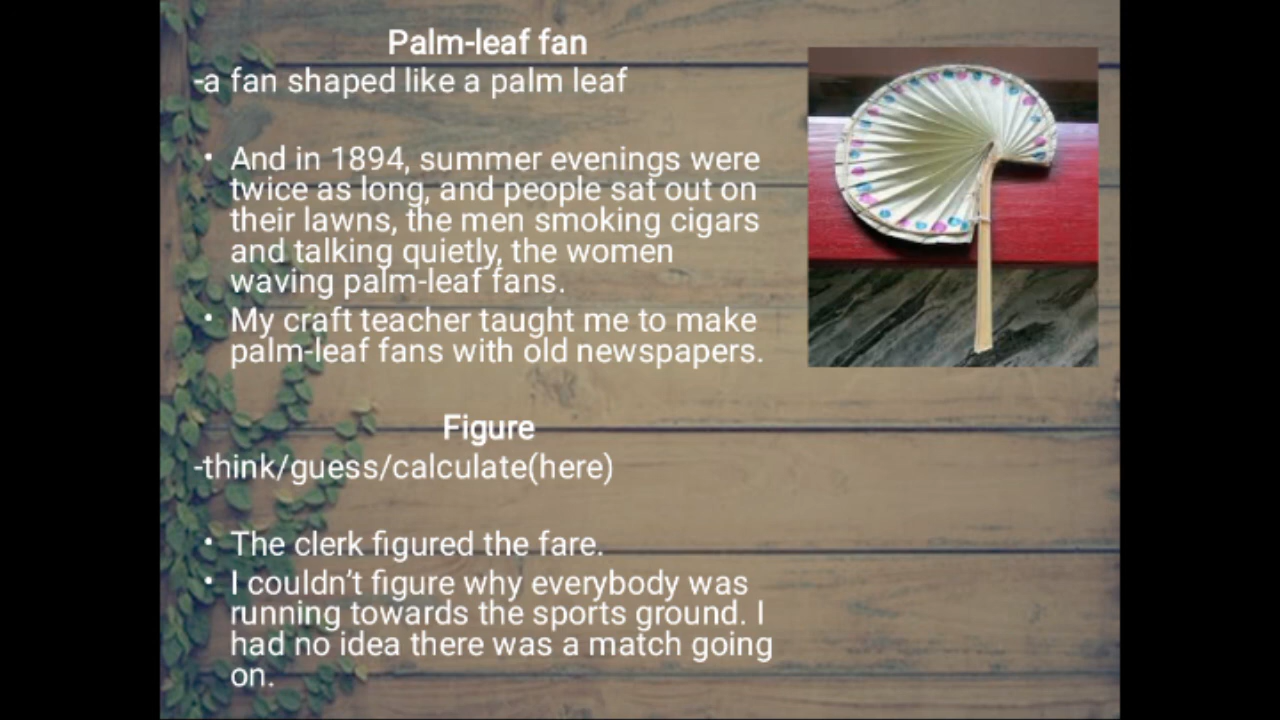 Palm-leaf fan
-a fan shaped like a palm leaf
• And in 1894, summer evenings were
twice as long, and people sat out on
their lawns, the men smoking cigars
and talking quietly, the women
waving palm-leaf fans.
• My craft teacher taught me to make
palm-leaf fans with old newspapers.
Figure
-think/guess/calculate(here)
• The clerk figured the fare.
• I couldn’t figure why everybody was
running towards the sports ground. I
had no idea there was a match going
on.